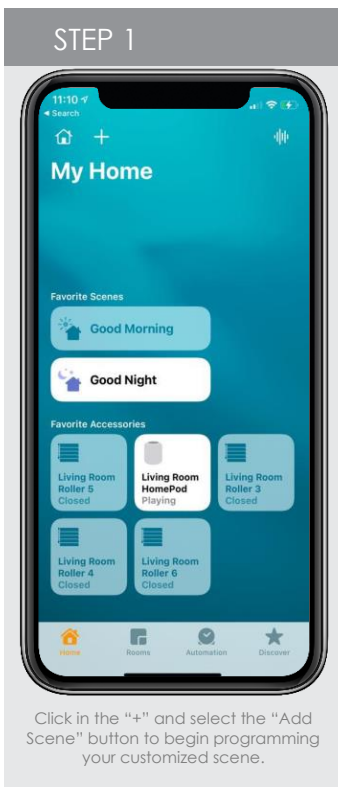 STEP 1
11:10
Search
My Home
Favorite Scenes
Good Morning
Good Night
Favorite Accessories
Living Room
Roller 5
Closed
Living Room
HomePod
Playing
Living Room
Roller 3
Closed
Living Room
Roller 4
Closed
Living Room
Roller 6
Closed
Home
Rooms
Automation
Discover
Click in the “+” and select the “Add
Scene” button to begin programming
your customized scene.